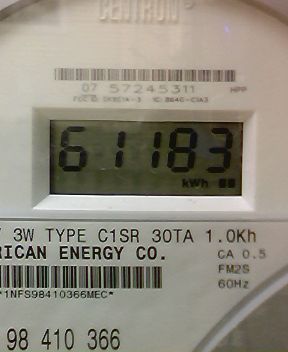 CENTRON
07 57245311 HPP
61183
kWh
3W TYPE C1SR 30TA 1.0Kh
RICAN ENERGY CO. CA 0.5
FM2S
*1NFS98410366MEC* 60Hz
98 410 366